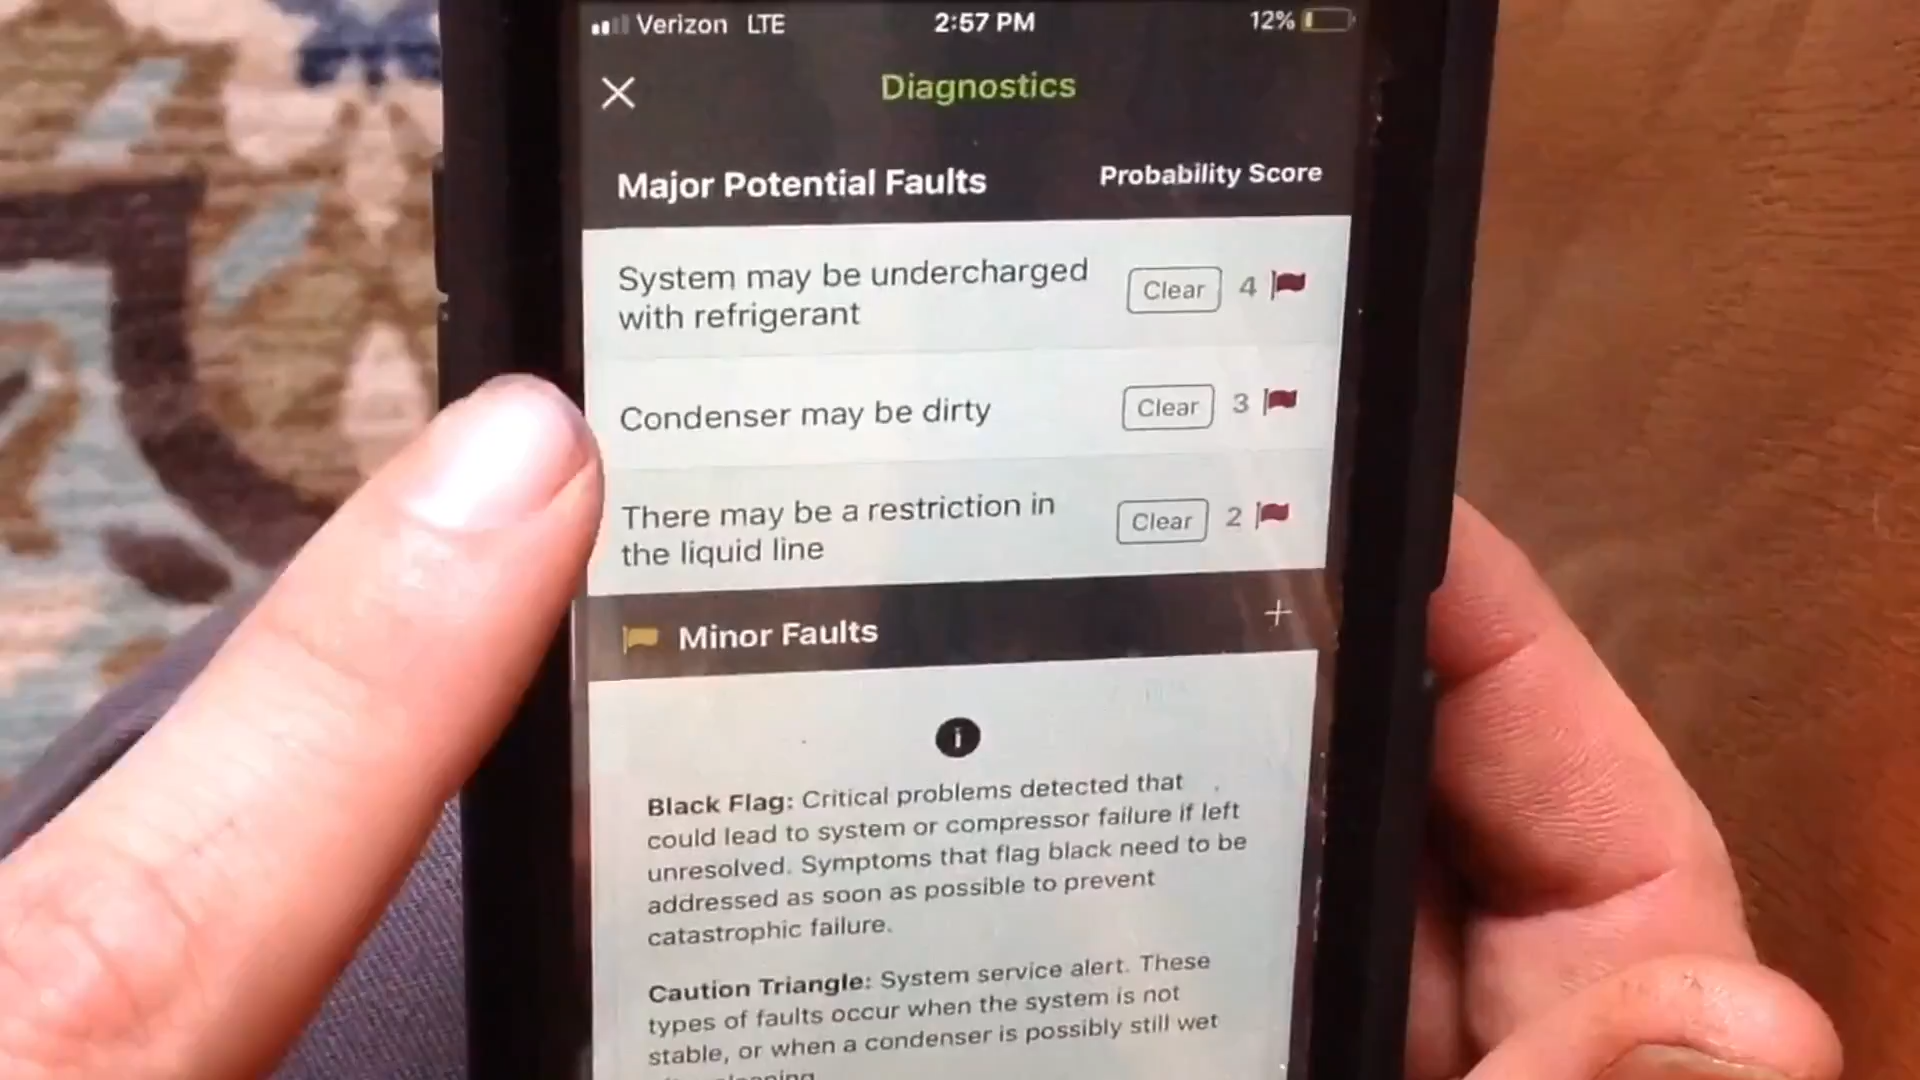 Verizon LTE 2:57 PM 12%
Diagnostics
Major Potential Faults Probability Score
System may be undercharged
with refrigerant
Clear 4
Condenser may be dirty Clear 3
There may be a restriction in
the liquid line
Clear 2
Minor Faults +
i
Black Flag: Critical problems detected that
could lead to system or compressor failure if left
unresolved. Symptoms that flag black need to be
addressed as soon as possible to prevent
catastrophic failure.
Caution Triangle: System service alert. These
types of faults occur when the system is not
stable, or when a condenser is possibly still wet